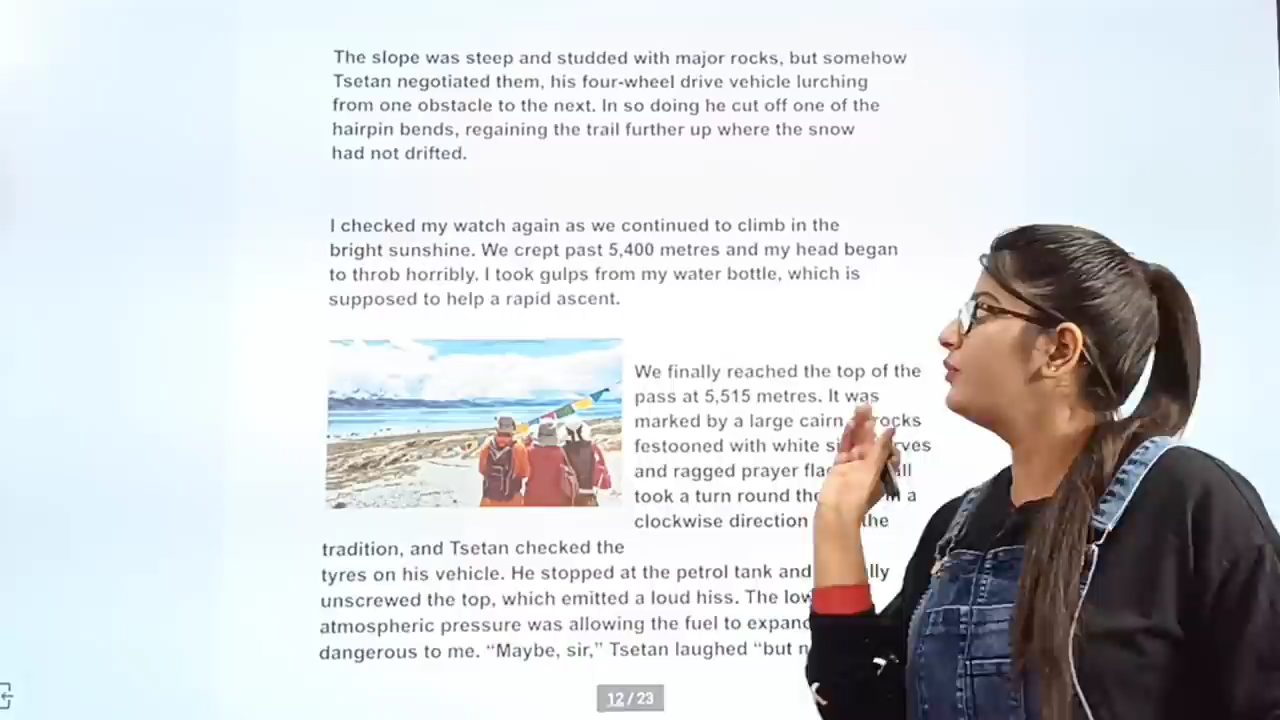 The slope was steep and studded with major rocks, but somehow
Tsetan negotiated them, his four-wheel drive vehicle lurching
from one obstacle to the next. In so doing he cut off one of the
hairpin bends, regaining the trail further up where the snow
had not drifted.
I checked my watch again as we continued to climb in the
bright sunshine. We crept past 5,400 metres and my head began
to throb horribly. I took gulps from my water bottle, which is
supposed to help a rapid ascent.
We finally reached the top of the
pass at 5,515 metres. It was
marked by a large cairn rocks
festooned with white
and ragged prayer
took a turn round a
clockwise direction the
tradition, and Tsetan checked the
tyres on his vehicle. He stopped at the petrol tank and
unscrewed the top, which emitted a loud hiss. The
atmospheric pressure was allowing the fuel to
dangerous to me. “Maybe, sir,” Tsetan laughed “but
12 / 23